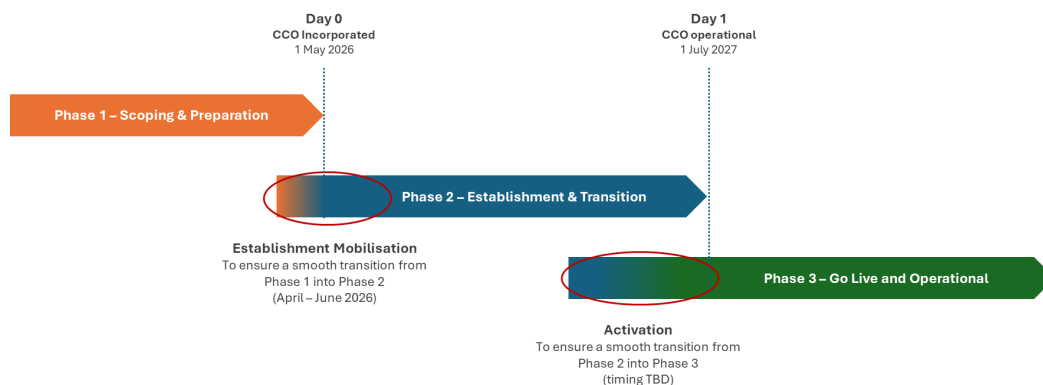 Day 0
CCO Incorporated
1 May 2026
Day 1
CCO operational
1 July 2027
Phase 1 – Scoping & Preparation
Phase 2 – Establishment & Transition
Establishment Mobilisation
To ensure a smooth transition from
Phase 1 into Phase 2
(April – June 2026)
Phase 3 – Go Live and Operational
Activation
To ensure a smooth transition from
Phase 2 into Phase 3
(timing TBD)